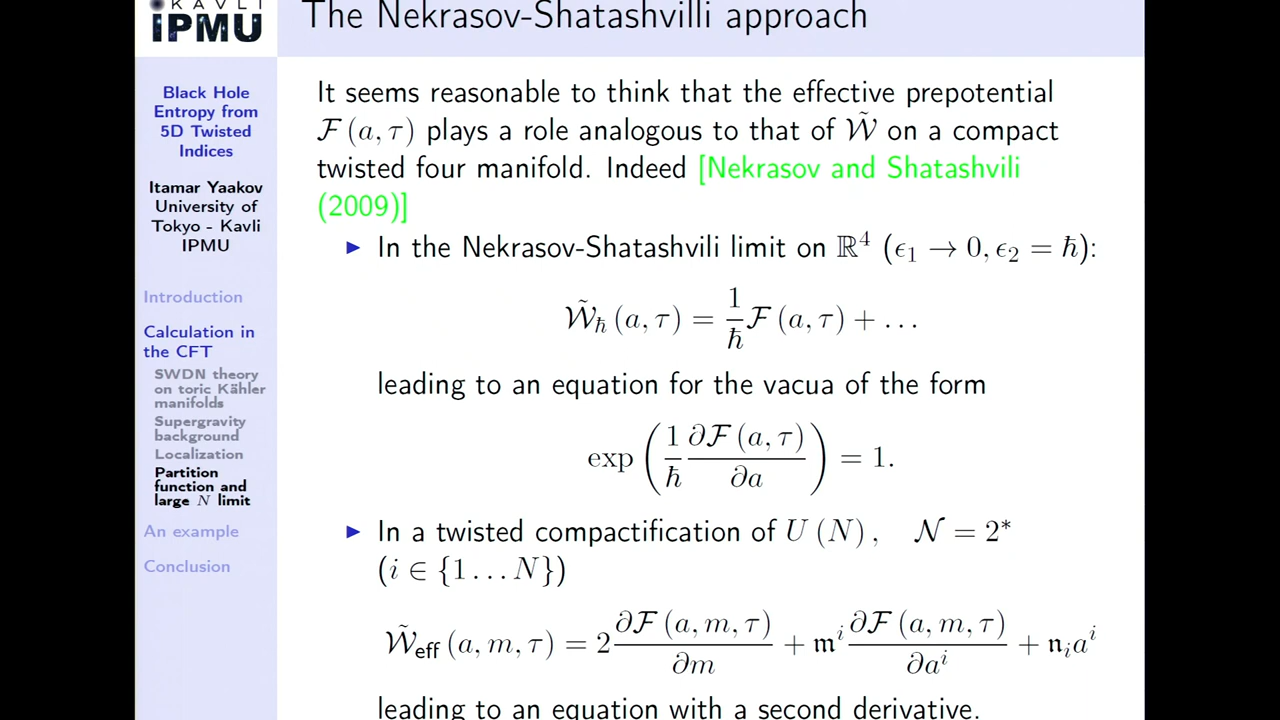 KAVLI
IPMU
Black Hole
Entropy from
5D Twisted
Indices
Itamar Yaakov
University of
Tokyo - Kavli
IPMU
Introduction
Calculation in
the CFT
SWDN theory
on toric Kähler
manifolds
Supergravity
background
Localization
Partition
function and
large N limit
An example
Conclusion
The Nekrasov-Shatashvilli approach
It seems reasonable to think that the effective prepotential
ℱ (a, τ) plays a role analogous to that of 𝒲̃ on a compact
twisted four manifold. Indeed [Nekrasov and Shatashvili
(2009)]
▶ In the Nekrasov-Shatashvili limit on ℝ⁴ (ϵ₁ → 0, ϵ₂ = ħ):
𝒲̃_ħ (a, τ) = 1/ħ ℱ (a, τ) + …
leading to an equation for the vacua of the form
exp (1/ħ ∂ℱ (a, τ)/∂a) = 1.
▶ In a twisted compactification of U (N) , 𝒩 = 2*
(i ∈ {1 … N})
𝒲̃_eff (a, m, τ) = 2 ∂ℱ (a, m, τ)/∂m + 𝔪ⁱ ∂ℱ (a, m, τ)/∂aⁱ + 𝔫ᵢaⁱ
leading to an equation with a second derivative.